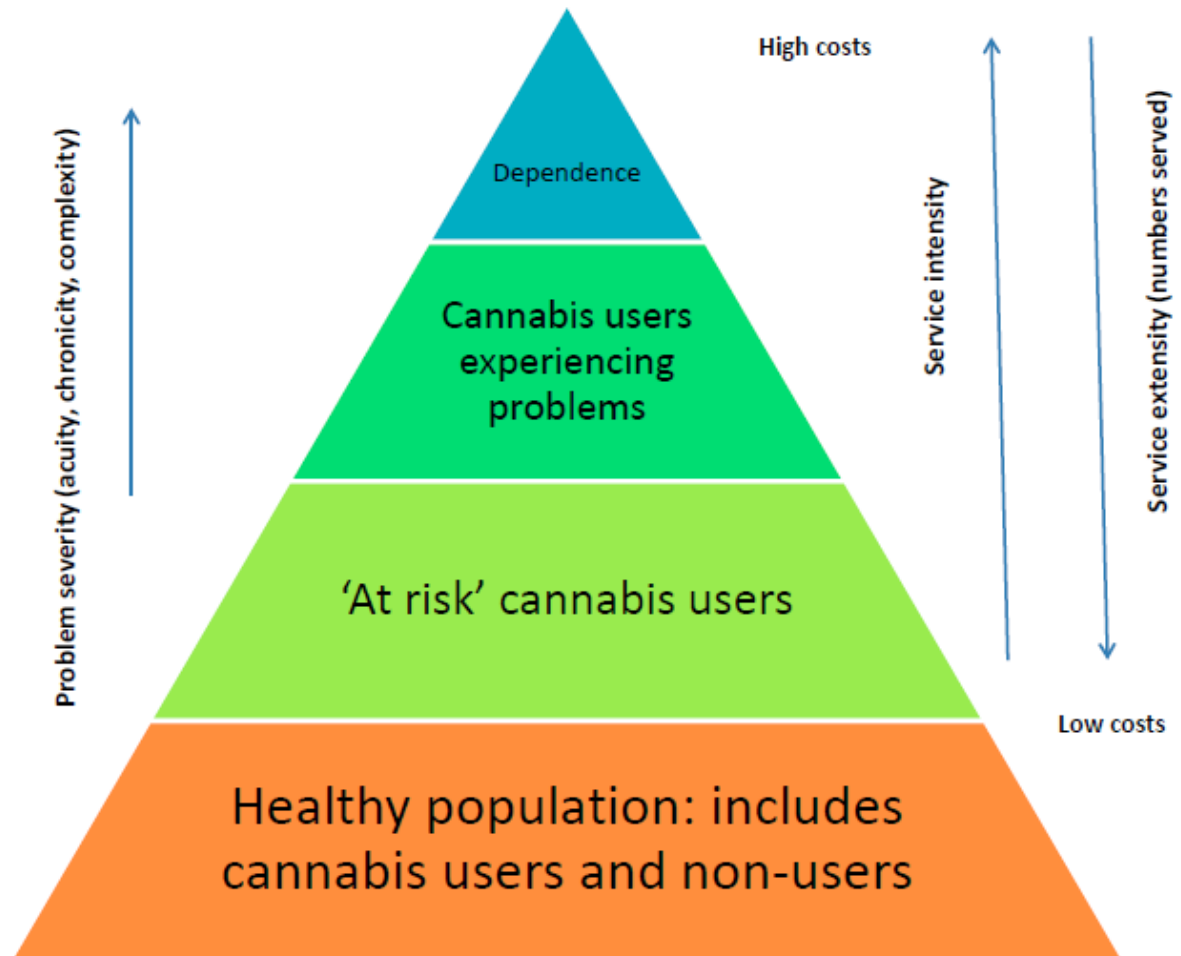 High costs
Problem severity (acuity, chronicity, complexity)
Dependence
Service intensity
Service extensity (numbers served)
Cannabis users
experiencing
problems
‘At risk’ cannabis users
Low costs
Healthy population: includes
cannabis users and non-users